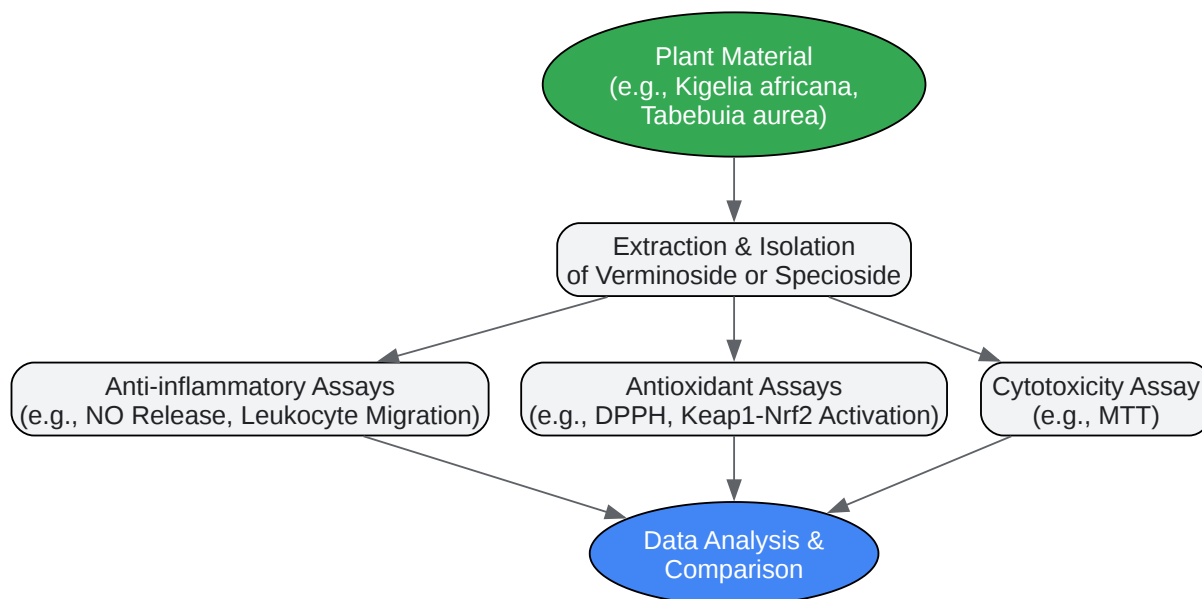 Plant Material
(e.g., Kigelia africana,
Tabebuia aurea)
Extraction & Isolation
of Verminoside or Specioside
Anti-inflammatory Assays
(e.g., NO Release, Leukocyte Migration)
Antioxidant Assays
(e.g., DPPH, Keap1-Nrf2 Activation)
Cytotoxicity Assay
(e.g., MTT)
Data Analysis &
Comparison